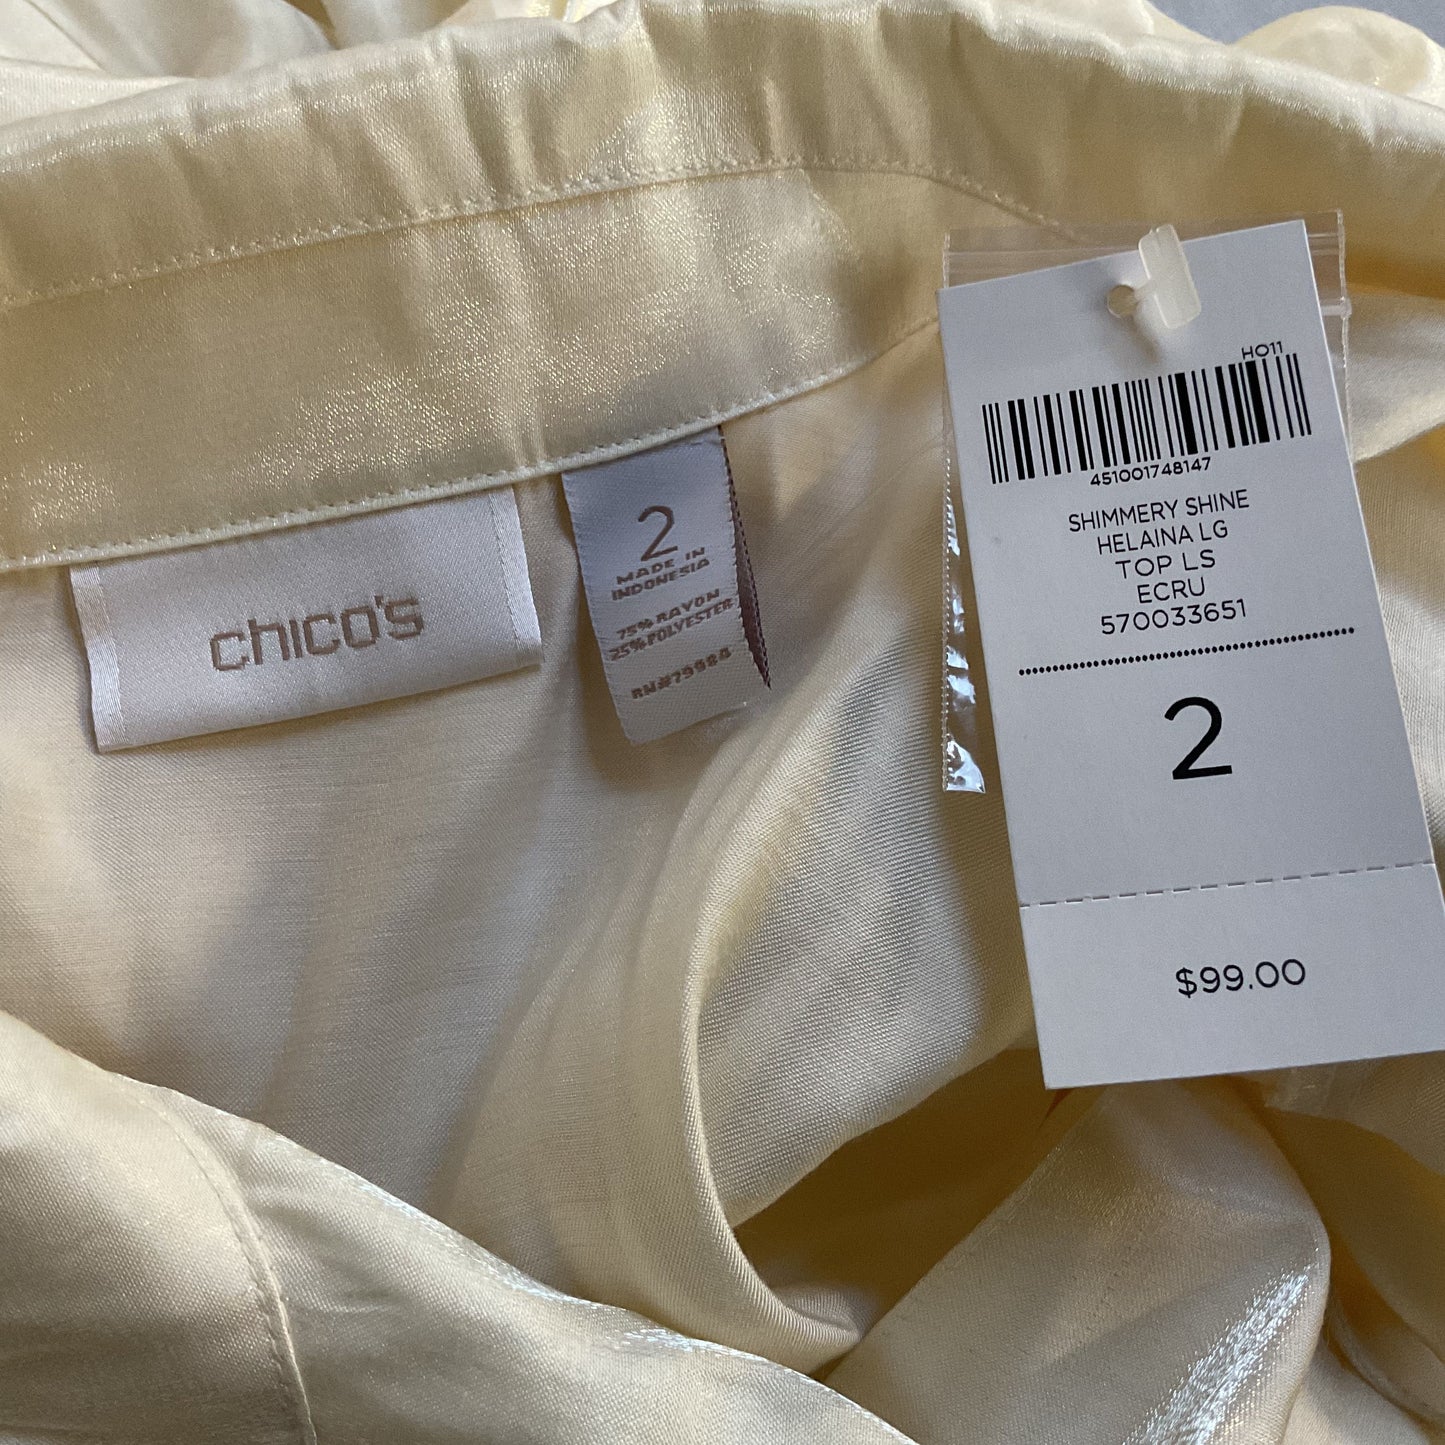 chico's
2
MADE IN
INDONESIA
75% RAYON
25% POLYESTER
RN#79984
HO11
451001748147
SHIMMERY SHINE
HELAINA LG
TOP LS
ECRU
570033651
2
$99.00